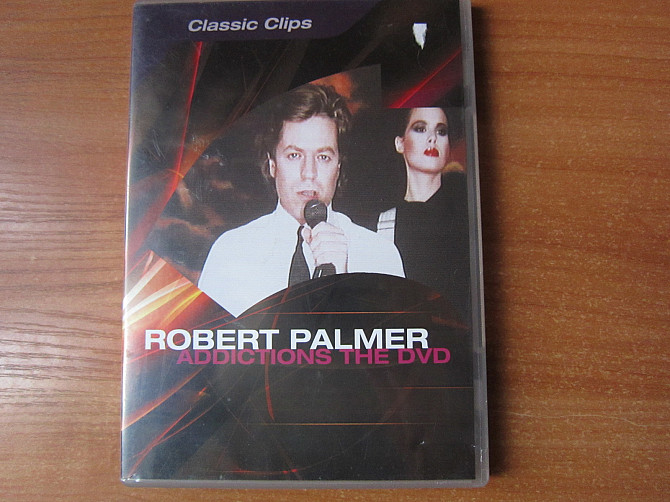 Classic Clips
ROBERT PALMER
ADDICTIONS THE DVD